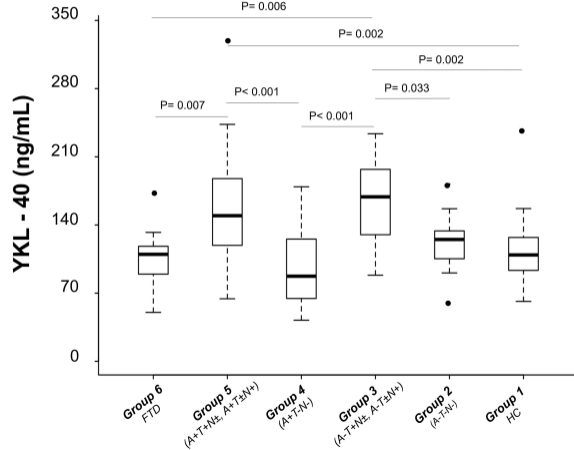 P= 0.006
P= 0.002
P= 0.002
P= 0.033
P< 0.001
P= 0.007
P< 0.001
YKL - 40 (ng/mL)
350
280
210
140
70
0
Group 6
FTD
Group 5
(A+T+N±, A+T±N+)
Group 4
(A+T-N-)
Group 3
(A-T+N±, A-T±N+)
Group 2
(A-T-N-)
Group 1
HC